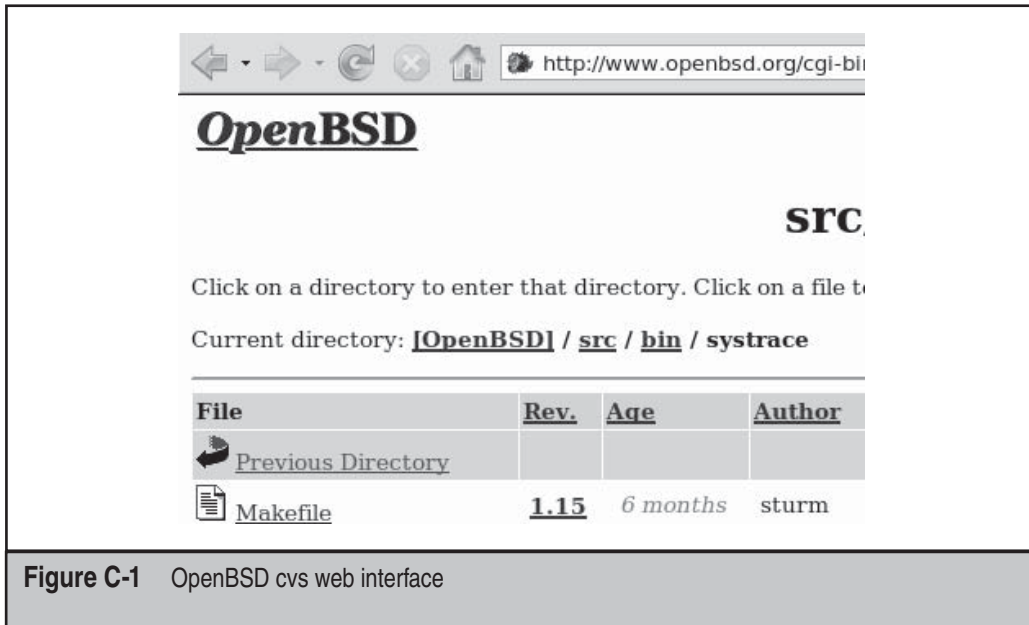 http://www.openbsd.org/cgi-bi
OpenBSD
src
Click on a directory to enter that directory. Click on a file t
Current directory: [OpenBSD] / src / bin / systrace
File Rev. Age Author
Previous Directory
Makefile 1.15 6 months sturm
Figure C-1 OpenBSD cvs web interface